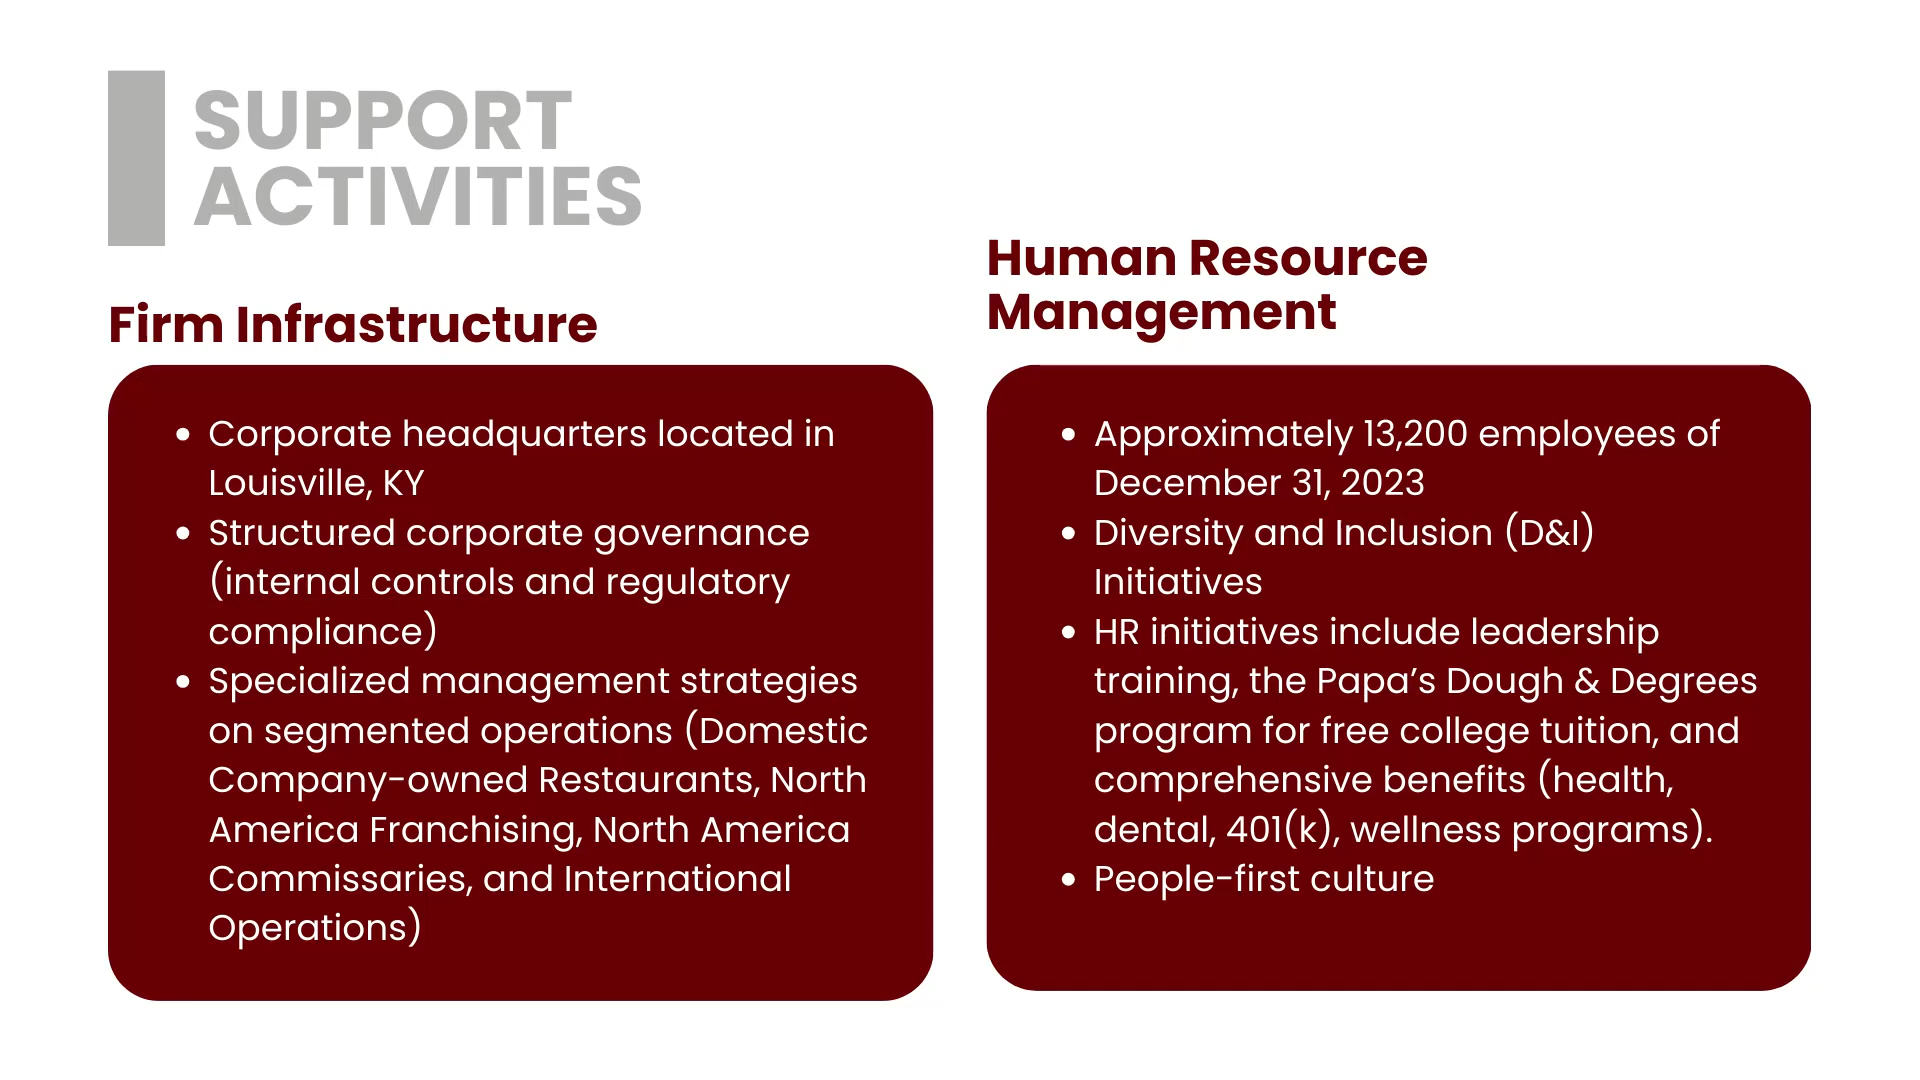 SUPPORT
ACTIVITIES
Firm Infrastructure
• Corporate headquarters located in
Louisville, KY
• Structured corporate governance
(internal controls and regulatory
compliance)
• Specialized management strategies
on segmented operations (Domestic
Company-owned Restaurants, North
America Franchising, North America
Commissaries, and International
Operations)
Human Resource
Management
• Approximately 13,200 employees of
December 31, 2023
• Diversity and Inclusion (D&I)
Initiatives
• HR initiatives include leadership
training, the Papa’s Dough & Degrees
program for free college tuition, and
comprehensive benefits (health,
dental, 401(k), wellness programs).
• People-first culture